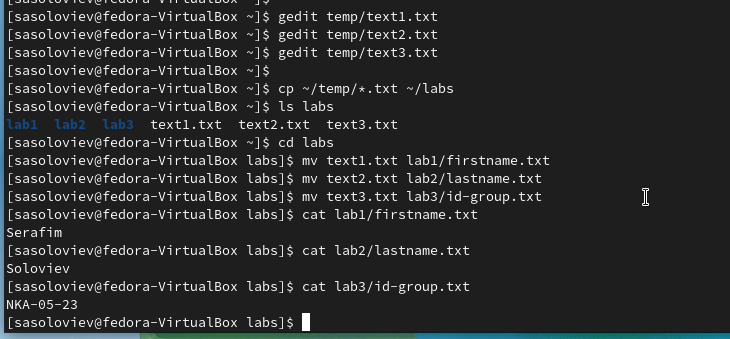 [sasoloviev@fedora-VirtualBox ~]$ gedit temp/text1.txt
[sasoloviev@fedora-VirtualBox ~]$ gedit temp/text2.txt
[sasoloviev@fedora-VirtualBox ~]$ gedit temp/text3.txt
[sasoloviev@fedora-VirtualBox ~]$
[sasoloviev@fedora-VirtualBox ~]$ cp ~/temp/*.txt ~/labs
[sasoloviev@fedora-VirtualBox ~]$ ls labs
lab1  lab2  lab3  text1.txt  text2.txt  text3.txt
[sasoloviev@fedora-VirtualBox ~]$ cd labs
[sasoloviev@fedora-VirtualBox labs]$ mv text1.txt lab1/firstname.txt
[sasoloviev@fedora-VirtualBox labs]$ mv text2.txt lab2/lastname.txt
[sasoloviev@fedora-VirtualBox labs]$ mv text3.txt lab3/id-group.txt
[sasoloviev@fedora-VirtualBox labs]$ cat lab1/firstname.txt
Serafim
[sasoloviev@fedora-VirtualBox labs]$ cat lab2/lastname.txt
Soloviev
[sasoloviev@fedora-VirtualBox labs]$ cat lab3/id-group.txt
NKA-05-23
[sasoloviev@fedora-VirtualBox labs]$